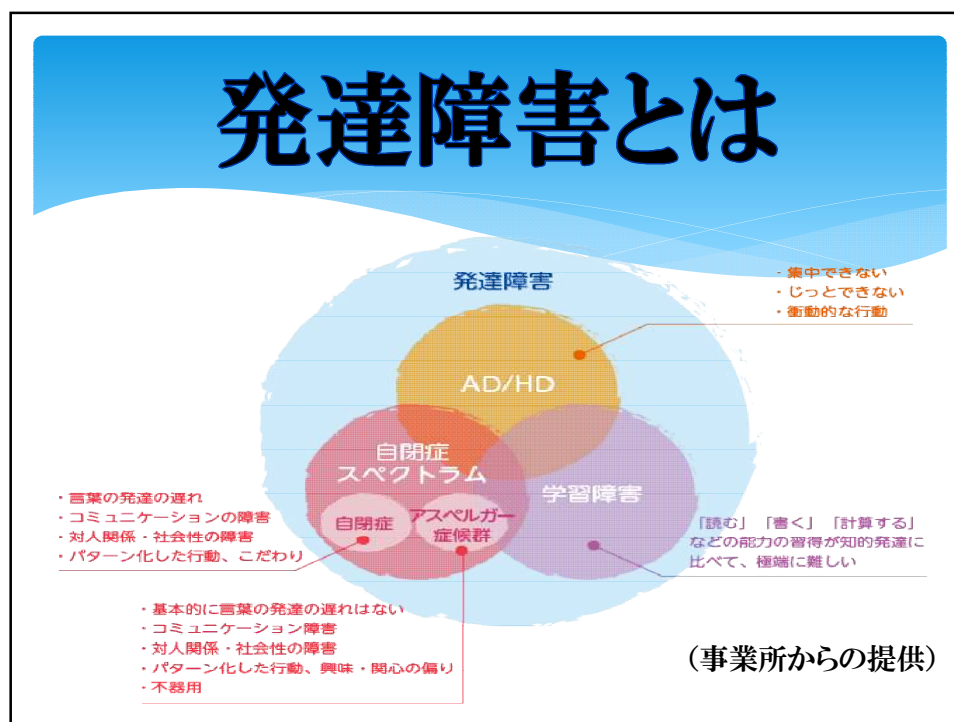 発達障害とは
発達障害
・集中できない
・じっとできない
・衝動的な行動
AD/HD
自閉症
スペクトラム
学習障害
自閉症
アスペルガー
症候群
・言葉の発達の遅れ
・コミュニケーションの障害
・対人関係・社会性の障害
・パターン化した行動、こだわり
「読む」「書く」「計算する」
などの能力の習得が知的発達に
比べて、極端に難しい
・基本的に言葉の発達の遅れはない
・コミュニケーション障害
・対人関係・社会性の障害
・パターン化した行動、興味・関心の偏り
・不器用
（事業所からの提供）